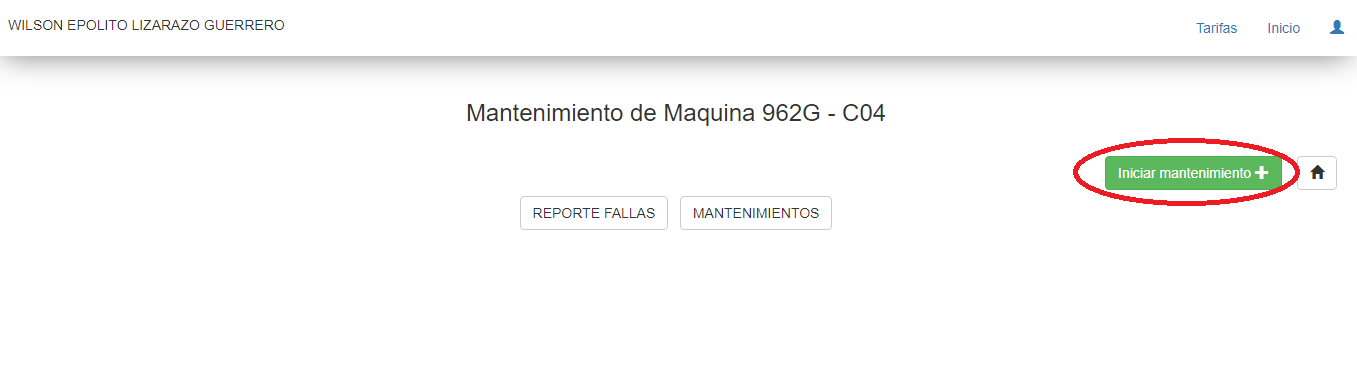 WILSON EPOLITO LIZARAZO GUERRERO
Tarifas Inicio
Mantenimiento de Maquina 962G - C04
Iniciar mantenimiento
REPORTE FALLAS MANTENIMIENTOS